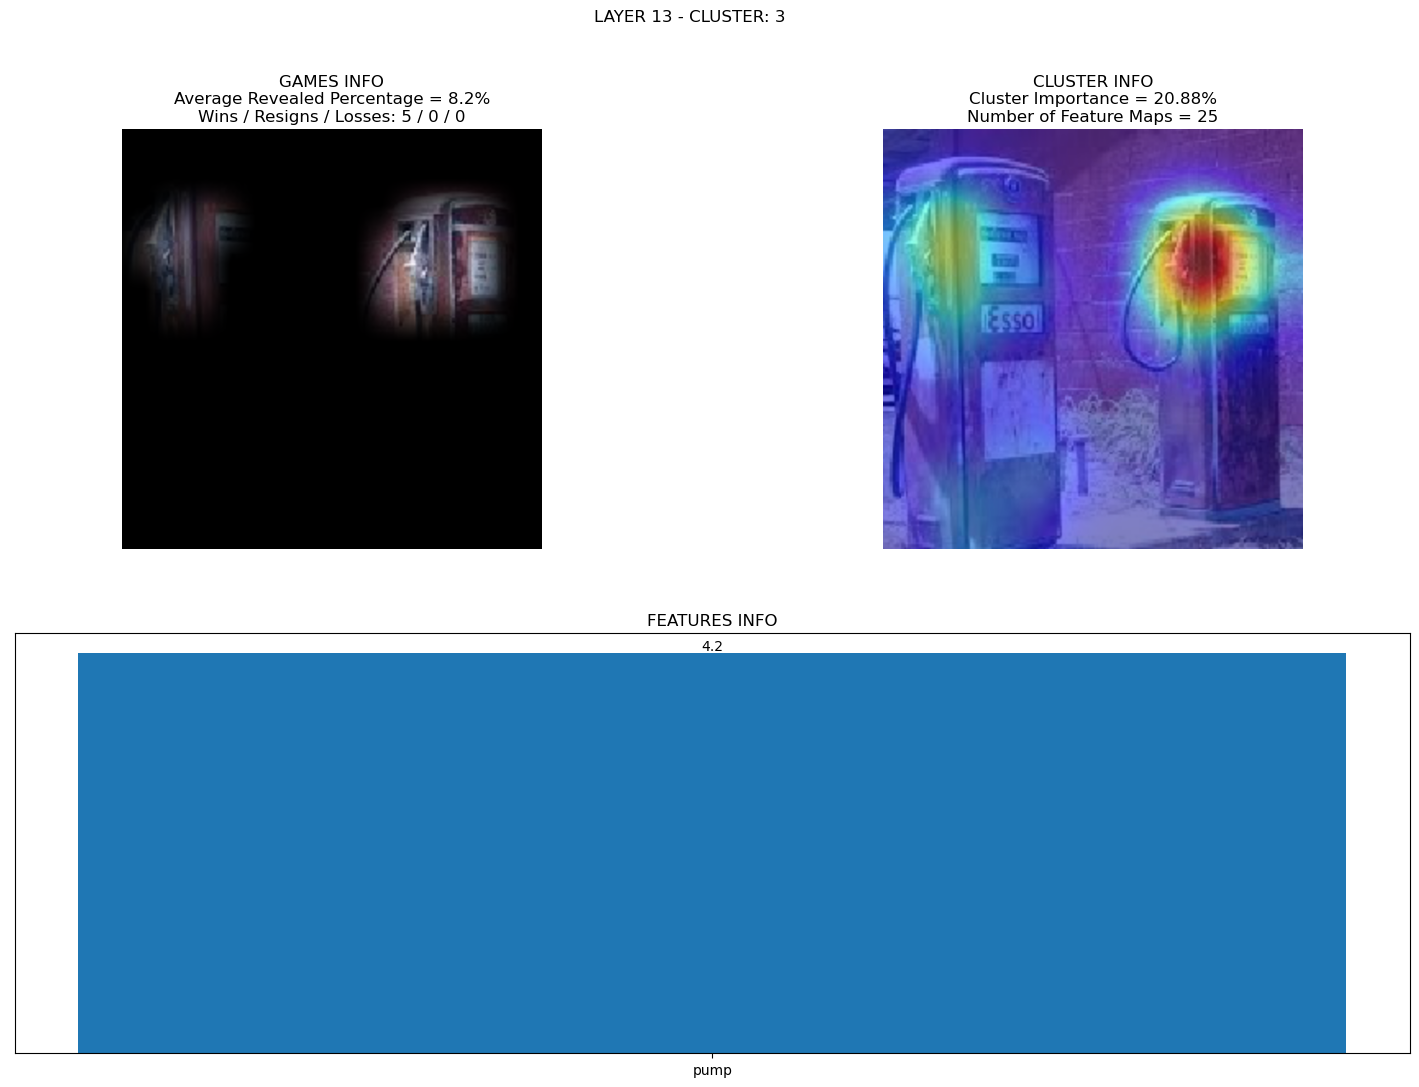 LAYER 13 - CLUSTER: 3
GAMES INFO
Average Revealed Percentage = 8.2%
Wins / Resigns / Losses: 5 / 0 / 0
CLUSTER INFO
Cluster Importance = 20.88%
Number of Feature Maps = 25
ESSO
FEATURES INFO
4.2
pump